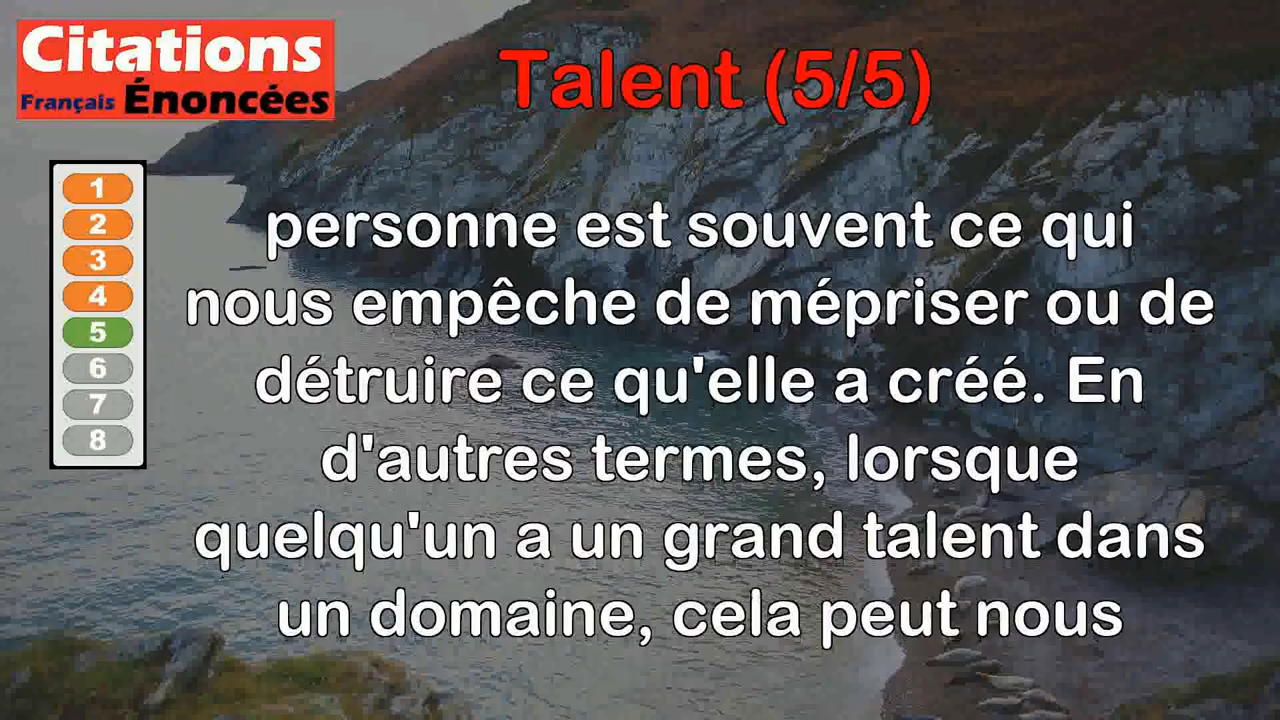 Citations
Français Énoncées
Talent (5/5)
1
2
3
4
5
6
7
8
personne est souvent ce qui
nous empêche de mépriser ou de
détruire ce qu'elle a créé. En
d'autres termes, lorsque
quelqu'un a un grand talent dans
un domaine, cela peut nous